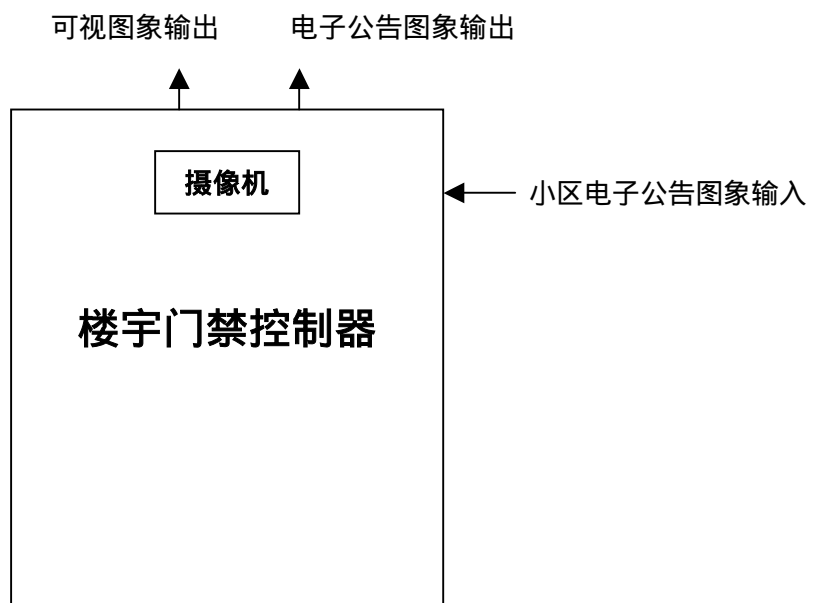 可视图象输出
电子公告图象输出
摄像机
小区电子公告图象输入
楼宇门禁控制器